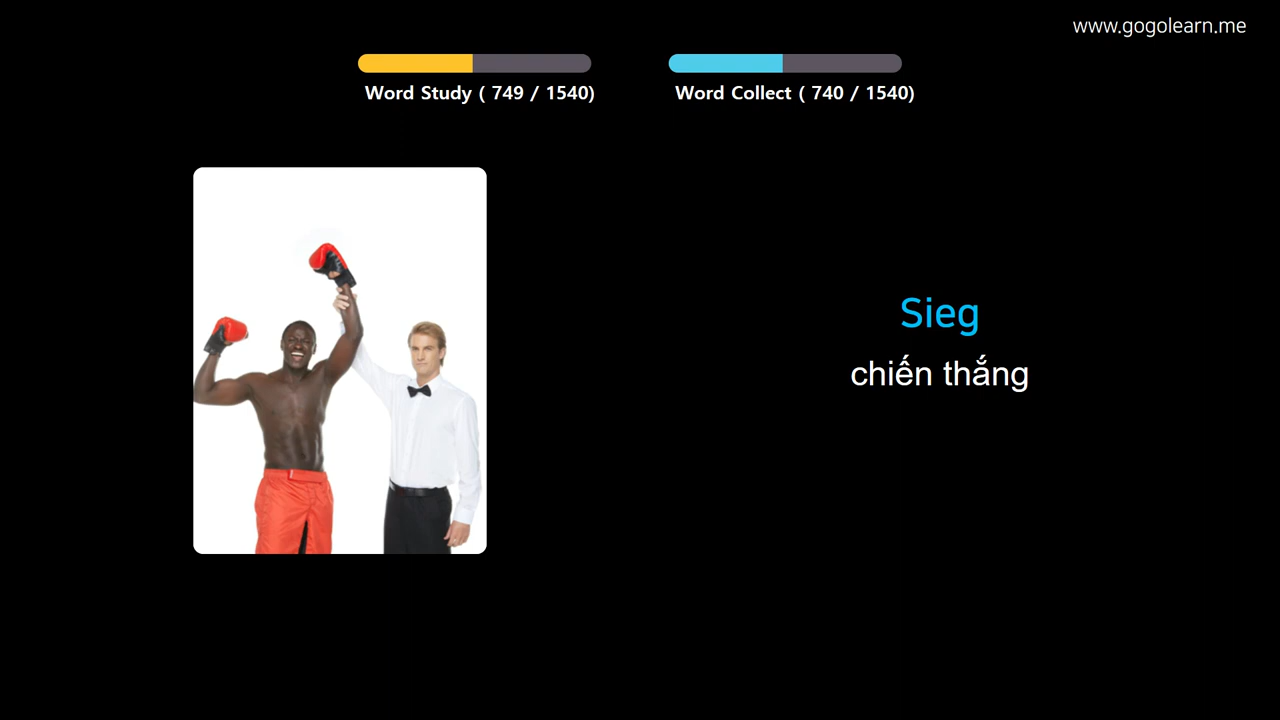 www.gogolearn.me
Word Study ( 749 / 1540)
Word Collect ( 740 / 1540)
Sieg
chiến thắng